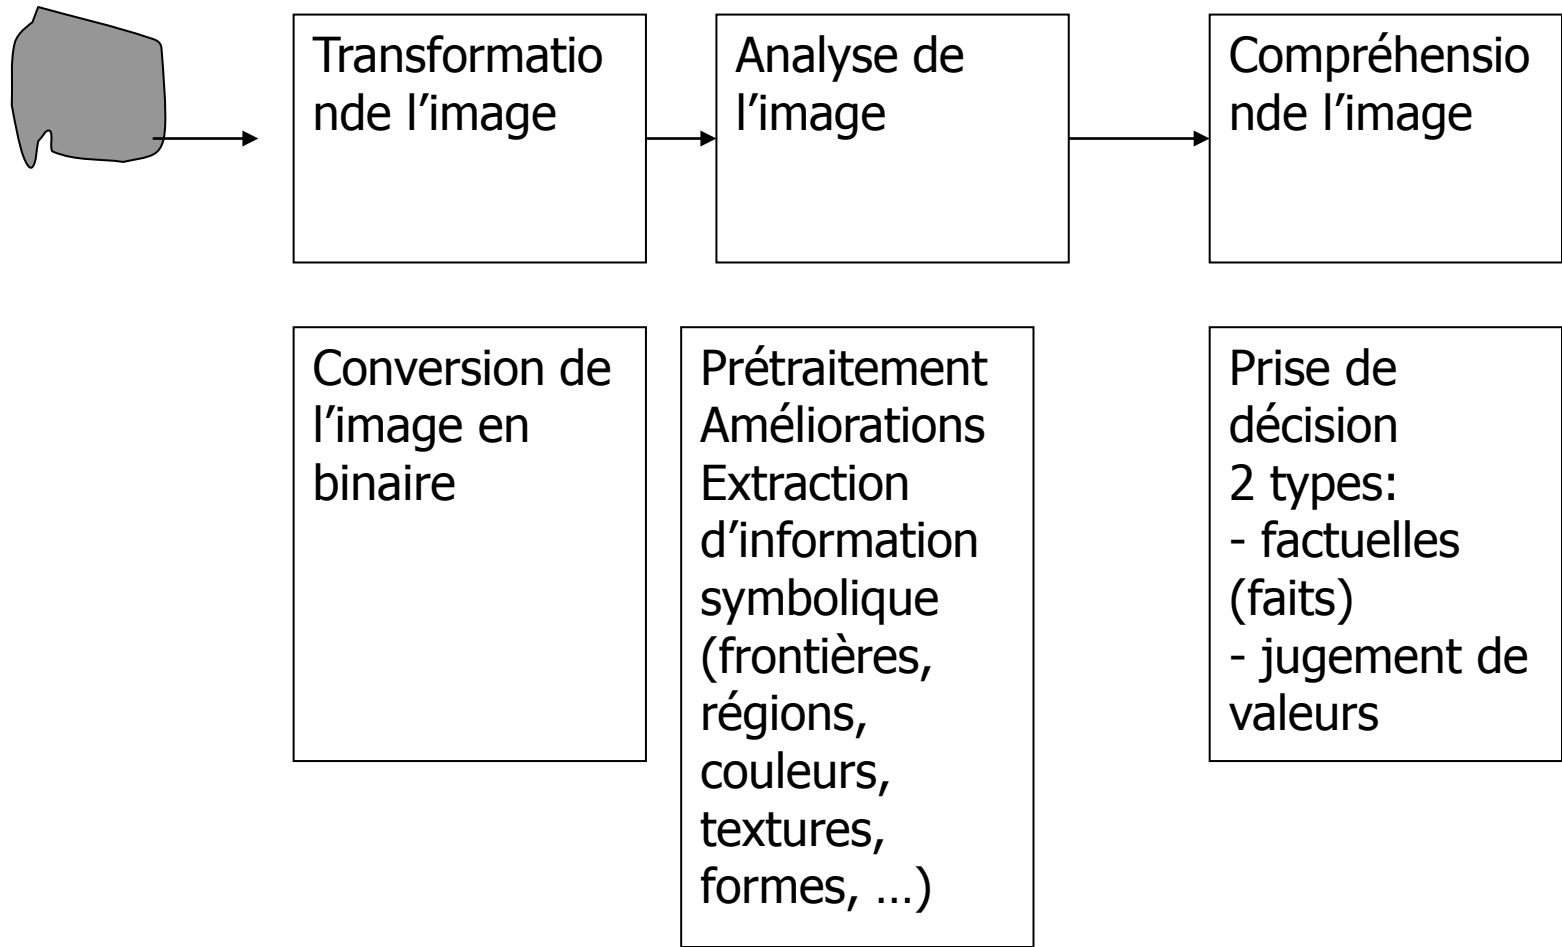 Transformatio
nde l’image
Analyse de
l’image
Compréhensio
nde l’image
Conversion de
l’image en
binaire
Prétraitement
Améliorations
Extraction
d’information
symbolique
(frontières,
régions,
couleurs,
textures,
formes, …)
Prise de
décision
2 types:
- factuelles
(faits)
- jugement de
valeurs